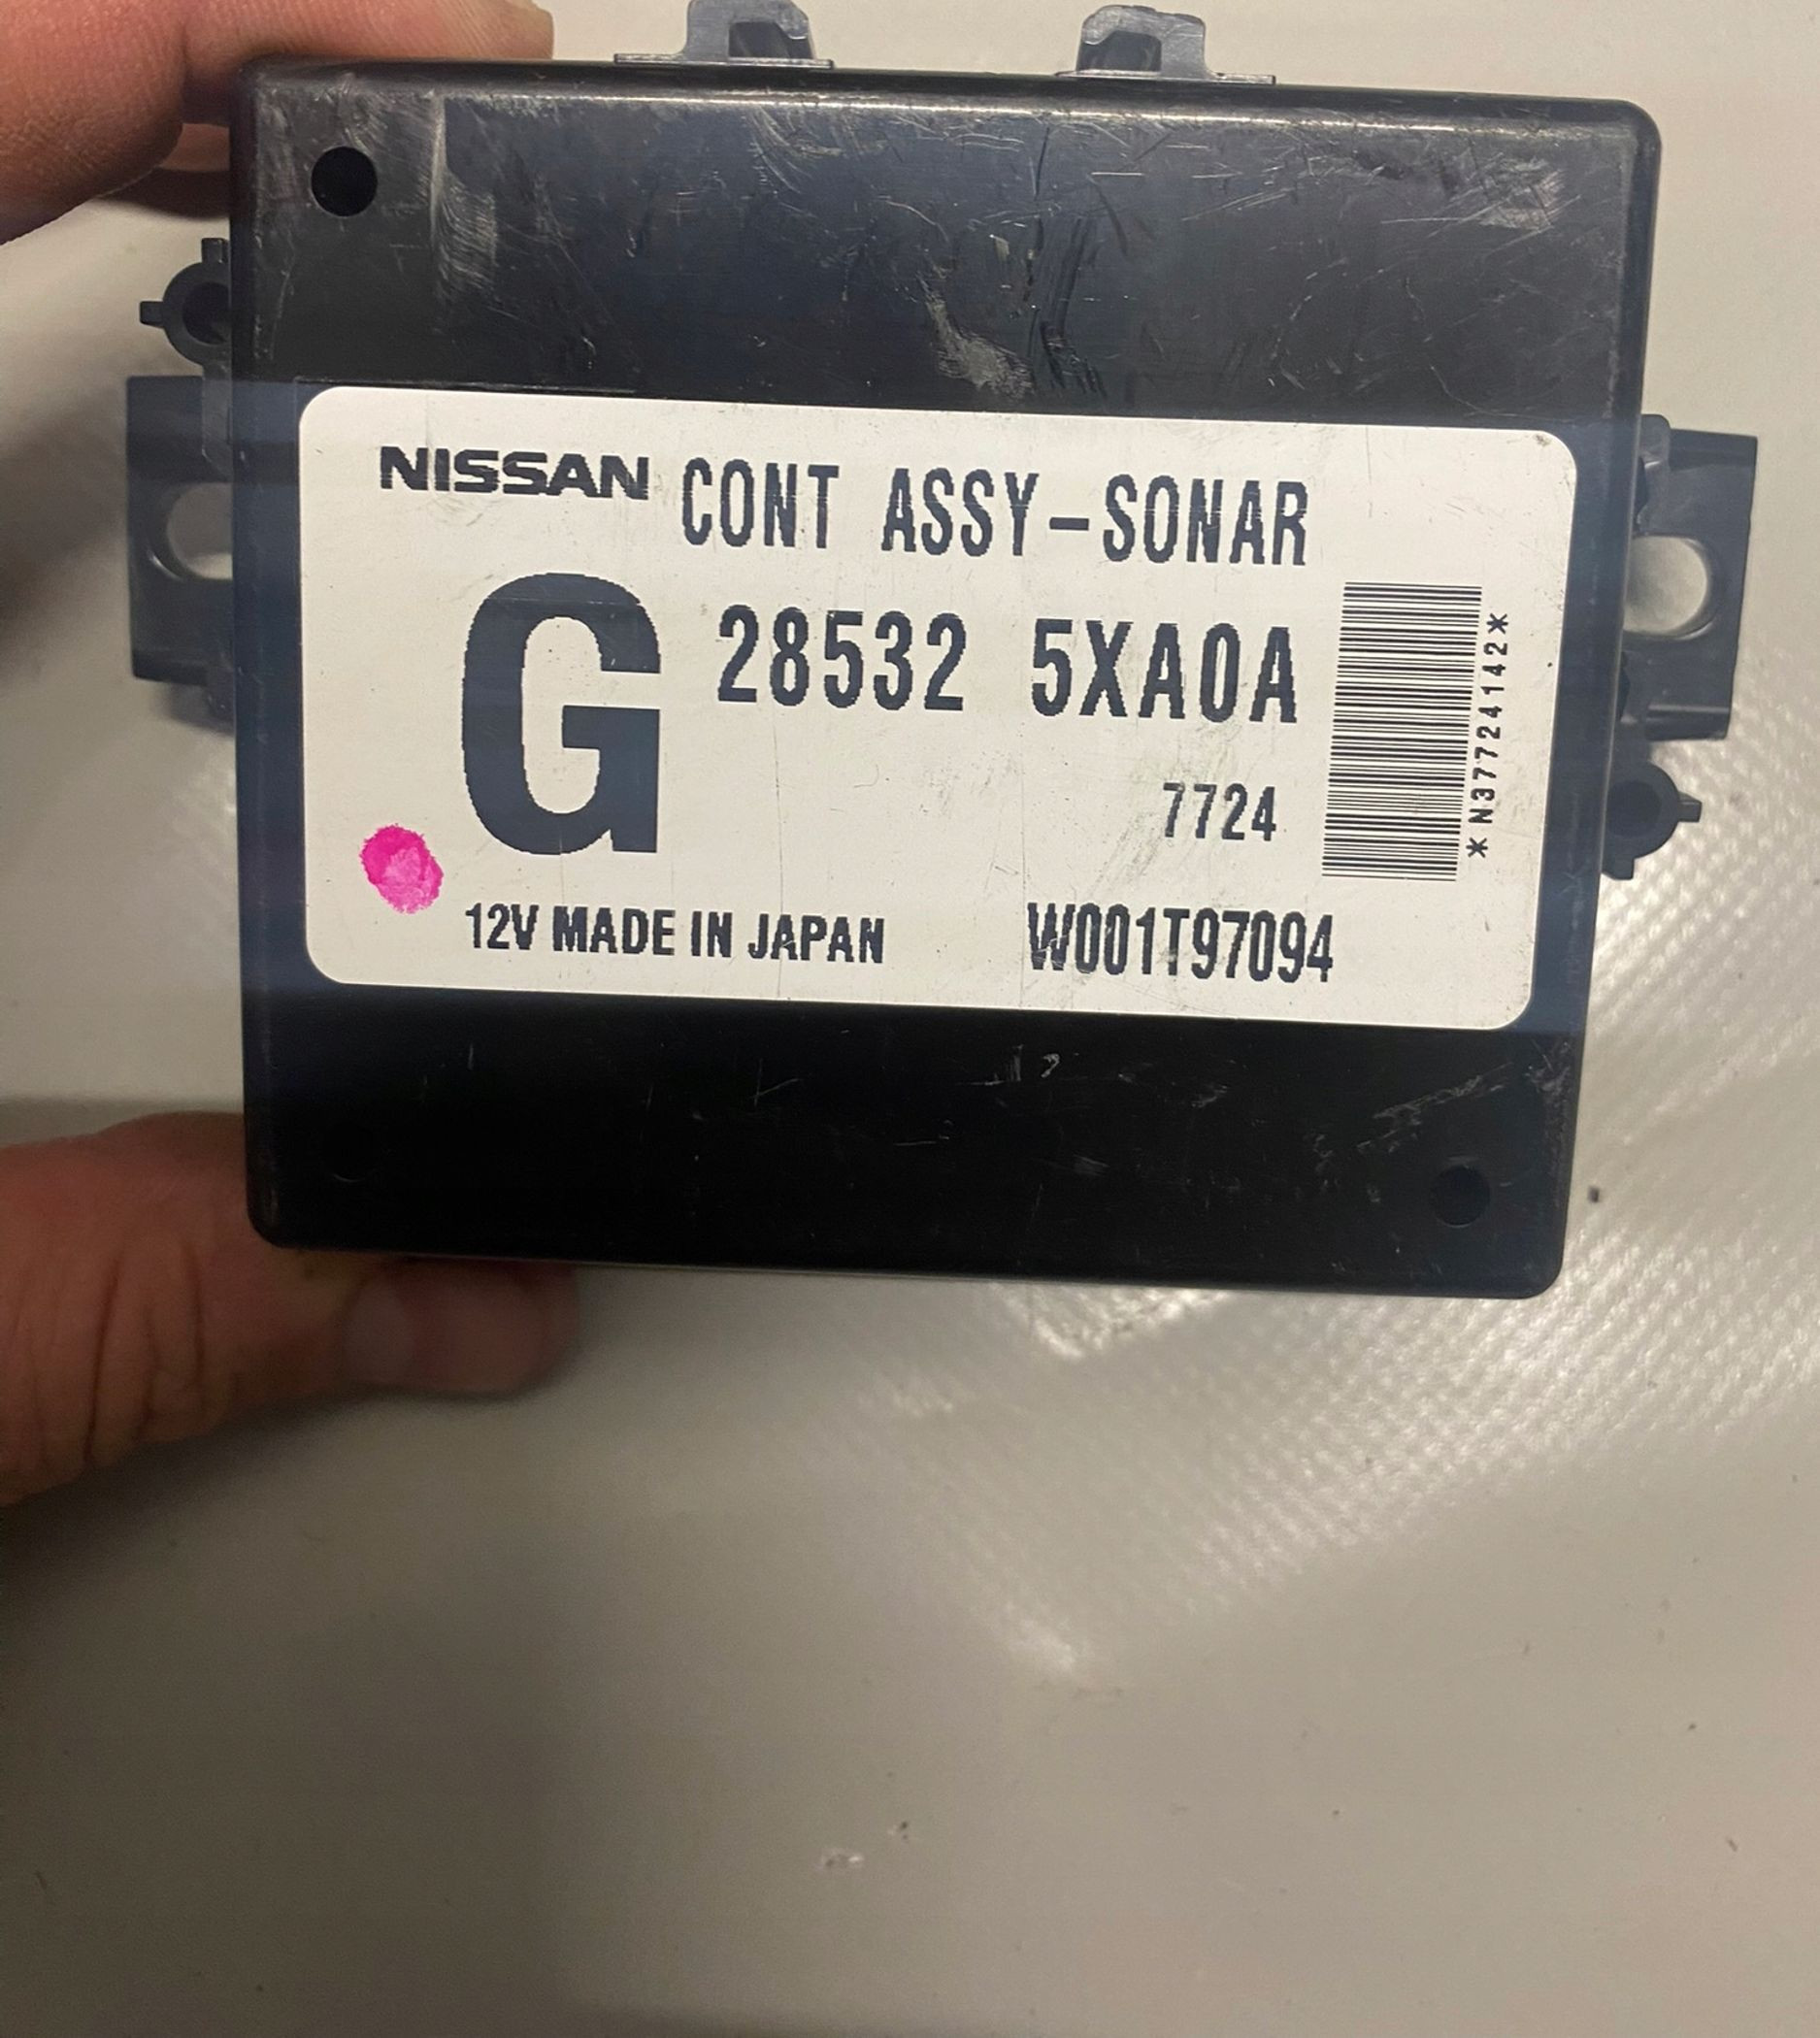 NISSAN CONT ASSY-SONAR
G 28532 5XA0A
7724
*N37724142*
12V MADE IN JAPAN W001T97094